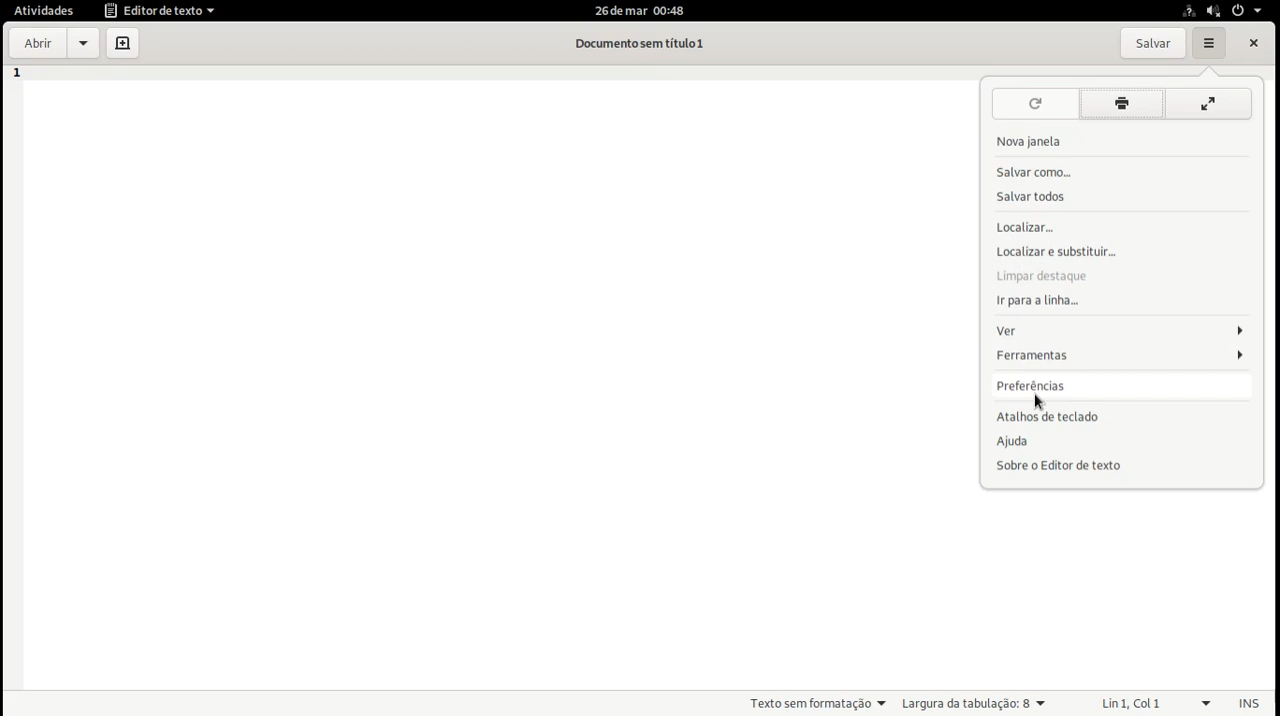 Atividades Editor de texto 26 de mar 00:48
Abrir Documento sem título 1 Salvar
1
Nova janela
Salvar como...
Salvar todos
Localizar...
Localizar e substituir...
Limpar destaque
Ir para a linha...
Ver
Ferramentas
Preferências
Atalhos de teclado
Ajuda
Sobre o Editor de texto
Texto sem formatação Largura da tabulação: 8 Lin 1, Col 1 INS